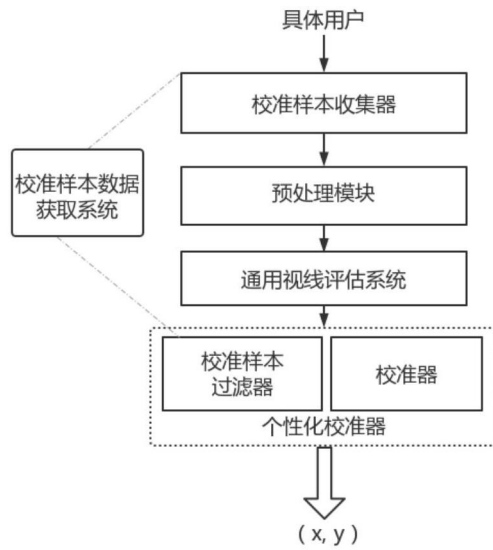 具体用户
校准样本收集器
校准样本数据
获取系统
预处理模块
通用视线评估系统
校准样本
过滤器
校准器
个性化校准器
(x, y)